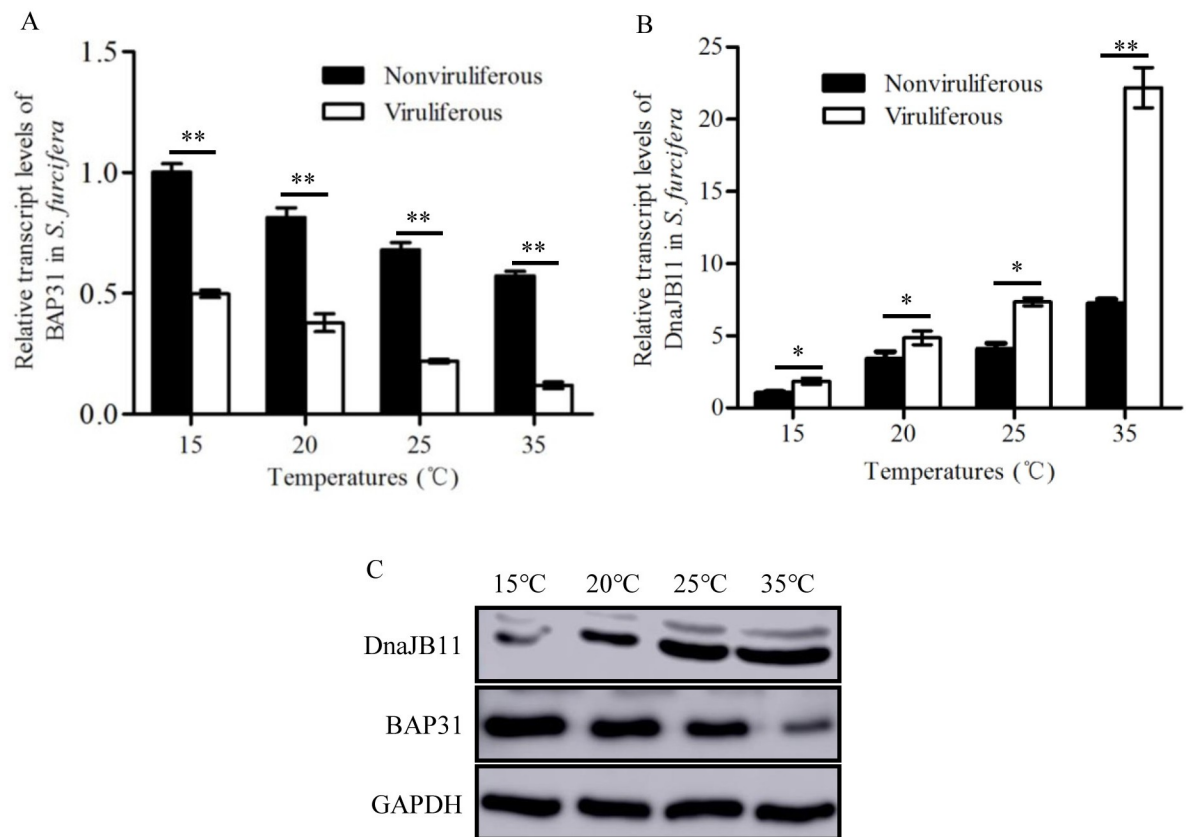 A
Relative transcript levels of
BAP31 in S. furcifera
1.5
1.0
0.5
0.0
Nonviruliferous
Viruliferous
**
**
**
**
15
20
25
35
Temperatures (℃)
B
Relative transcript levels of
DnaJB11 in S. furcifera
25
20
15
10
5
0
Nonviruliferous
Viruliferous
*
*
*
**
15
20
25
35
Temperatures (℃)
C
15℃ 20℃ 25℃ 35℃
DnaJB11
BAP31
GAPDH